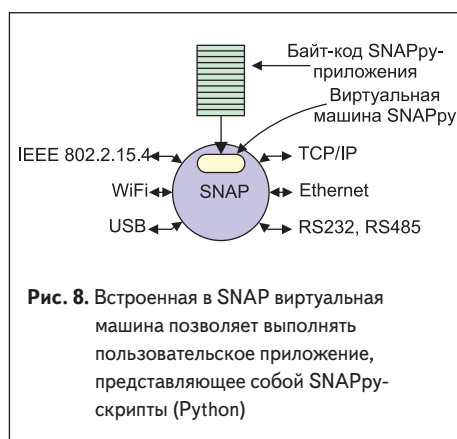 Байт-код SNAPpy-
приложения
Виртуальная
машина SNAPpy
IEEE 802.2.15.4
TCP/IP
WiFi
SNAP
Ethernet
USB
RS232, RS485
Рис. 8. Встроенная в SNAP виртуальная
машина позволяет выполнять
пользовательское приложение,
представляющее собой SNAPpy-
скрипты (Python)